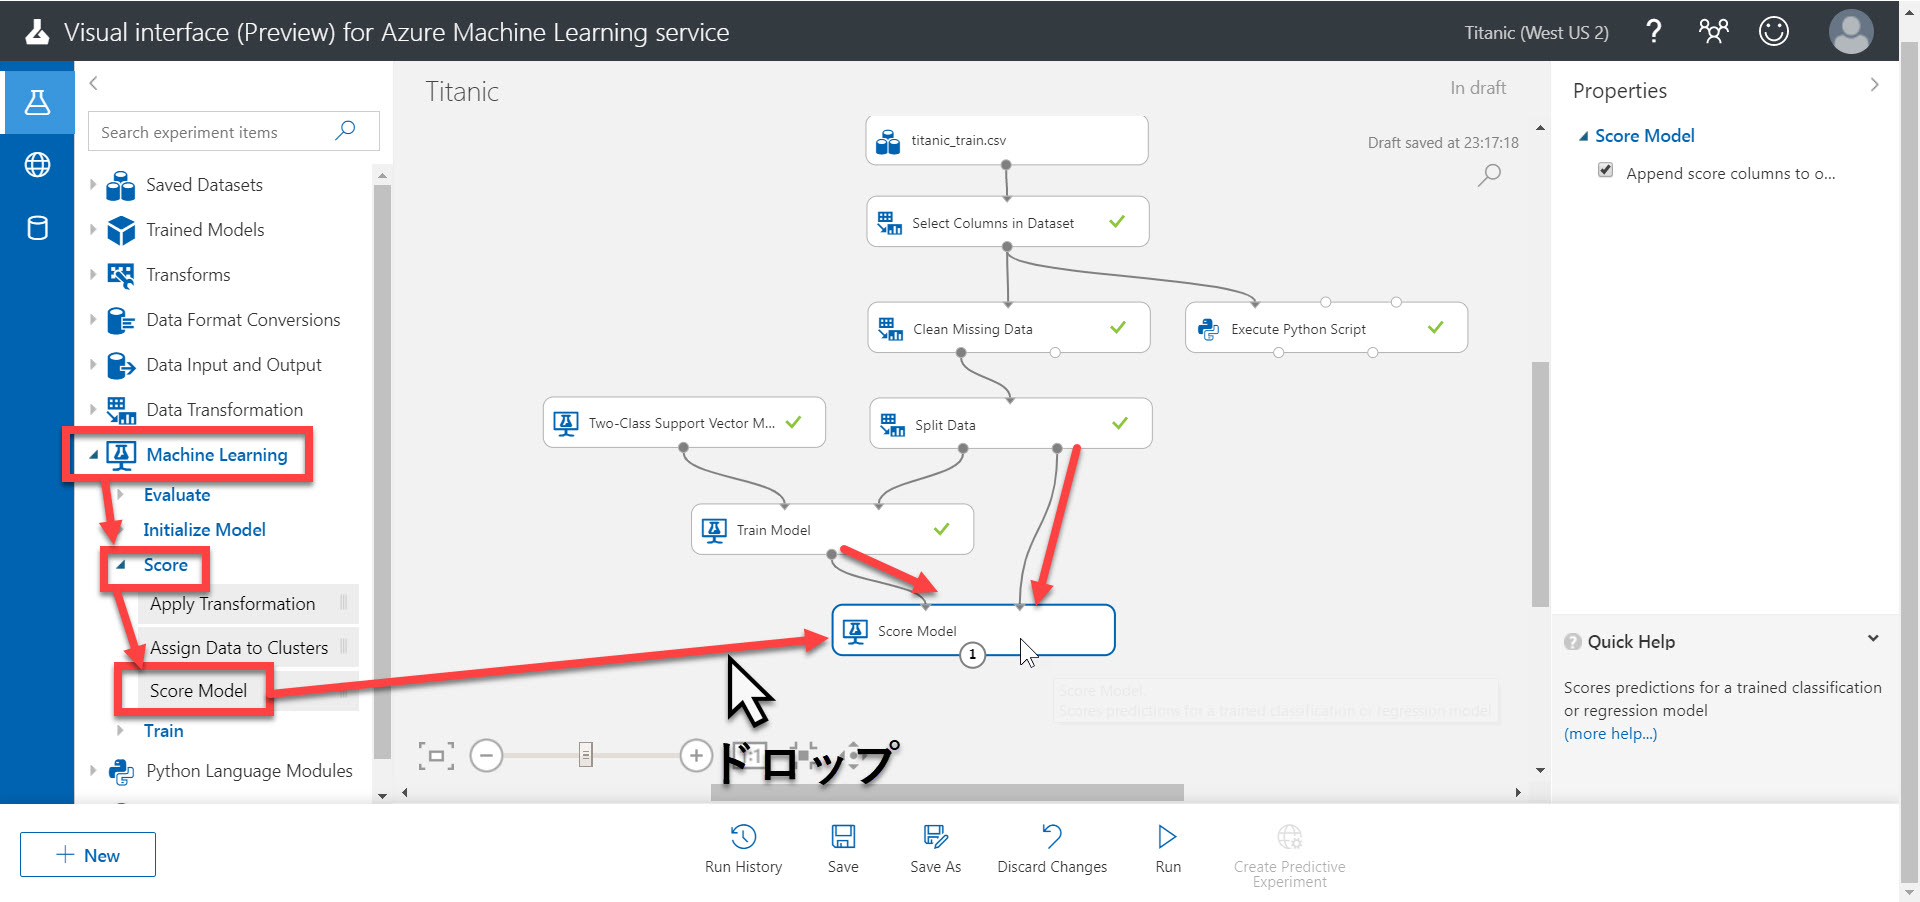 Visual interface (Preview) for Azure Machine Learning service
Titanic (West US 2)
?
Search experiment items
Saved Datasets
Trained Models
Transforms
Data Format Conversions
Data Input and Output
Data Transformation
Machine Learning
Evaluate
Initialize Model
Score
Apply Transformation
Assign Data to Clusters
Score Model
Train
Python Language Modules
Titanic
In draft
Draft saved at 23:17:18
titanic_train.csv
Select Columns in Dataset
Clean Missing Data
Execute Python Script
Two-Class Support Vector M...
Split Data
Train Model
Score Model
1
Score Model.
Scores predictions for a trained classification or regression model
ドロップ
Properties
Score Model
Append score columns to o...
? Quick Help
Scores predictions for a trained classification
or regression model
(more help...)
+ New
Run History
Save
Save As
Discard Changes
Run
Create Predictive
Experiment